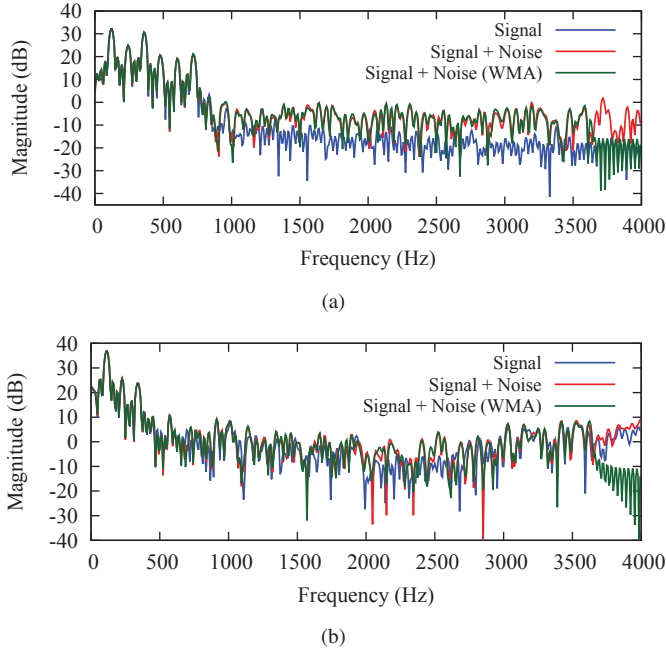 40
30
20
10
0
-10
-20
-30
-40
Magnitude (dB)
Signal
Signal + Noise
Signal + Noise (WMA)
0 500 1000 1500 2000 2500 3000 3500 4000
Frequency (Hz)
(a)
40
30
20
10
0
-10
-20
-30
-40
Magnitude (dB)
Signal
Signal + Noise
Signal + Noise (WMA)
0 500 1000 1500 2000 2500 3000 3500 4000
Frequency (Hz)
(b)